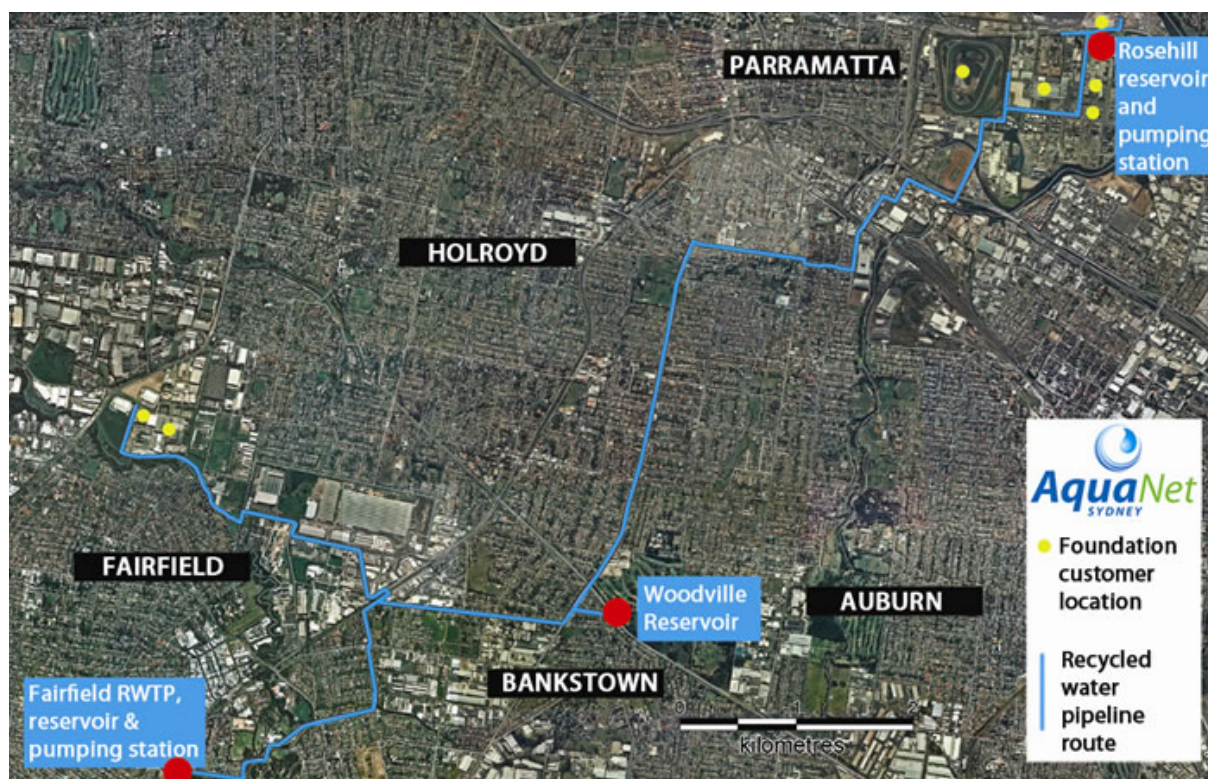 PARRAMATTA
Rosehill
reservoir
and
pumping
station
HOLROYD
AquaNet
SYDNEY
Foundation
customer
location
Recycled
water
pipeline
route
FAIRFIELD
Woodville
Reservoir
AUBURN
BANKSTOWN
Fairfield RWTP,
reservoir &
pumping station
0 1 2
kilometres